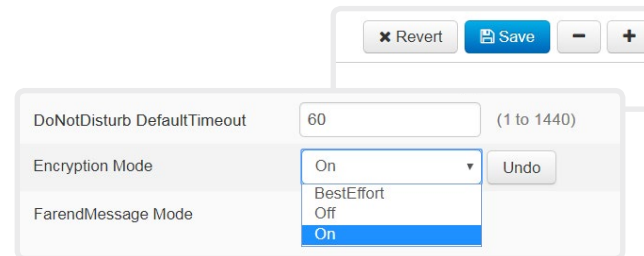 Revert Save
DoNotDisturb DefaultTimeout 60 (1 to 1440)
Encryption Mode On Undo
BestEffort
FarendMessage Mode Off
On